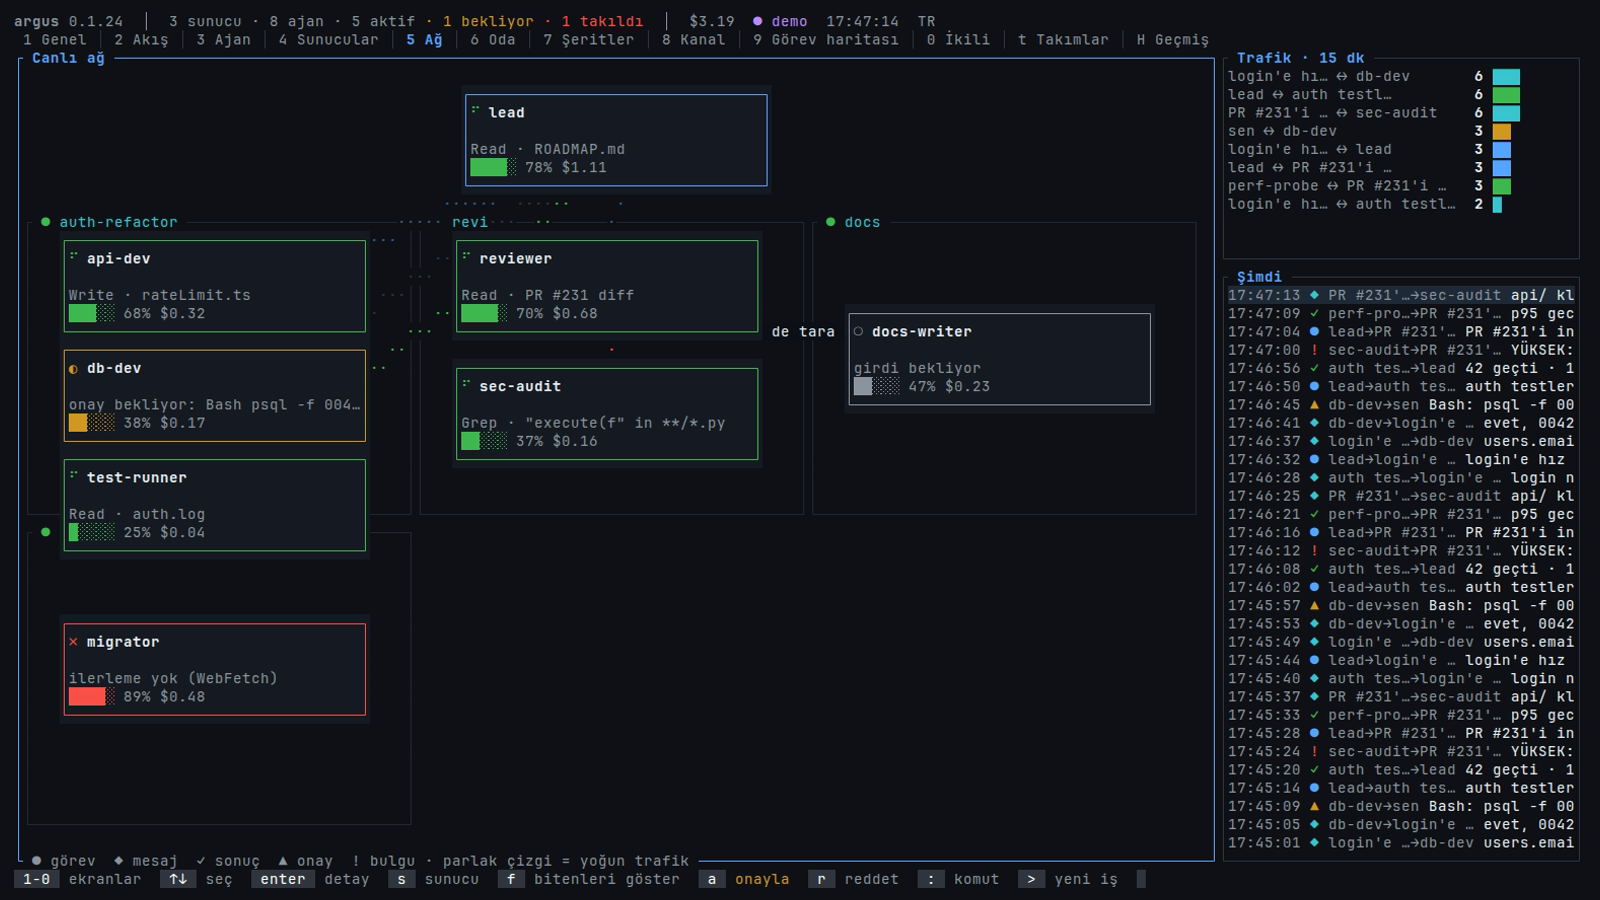 argus 0.1.24 │ 3 sunucu · 8 ajan · 5 aktif · 1 bekliyor · 1 takıldı │ $3.19 ● demo 17:47:14 TR
1 Genel │ 2 Akış │ 3 Ajan │ 4 Sunucular │ 5 Ağ │ 6 Oda │ 7 Şeritler │ 8 Kanal │ 9 Görev haritası │ 0 İkili │ t Takımlar │ H Geçmiş
Canlı ağ
lead
Read · ROADMAP.md
78% $1.11
● auth-refactor
api-dev
Write · rateLimit.ts
68% $0.32
◐ db-dev
onay bekliyor: Bash psql -f 004…
38% $0.17
test-runner
Read · auth.log
25% $0.04
revi
reviewer
Read · PR #231 diff
70% $0.68
de tara
sec-audit
Grep · "execute(f" in **/*.py
37% $0.16
● docs
○ docs-writer
girdi bekliyor
47% $0.23
●
✕ migrator
ilerleme yok (WebFetch)
89% $0.48
● görev ◆ mesaj ✓ sonuç ▲ onay ! bulgu · parlak çizgi = yoğun trafik
Trafik · 15 dk
login'e hı… ↔ db-dev 6
lead ↔ auth testl… 6
PR #231'i … ↔ sec-audit 6
sen ↔ db-dev 3
login'e hı… ↔ lead 3
lead ↔ PR #231'i … 3
perf-probe ↔ PR #231'i … 3
login'e hı… ↔ auth testl… 2
Şimdi
17:47:13 ◆ PR #231'…→sec-audit api/ kl
17:47:09 ✓ perf-pro…→PR #231'… p95 gec
17:47:04 ● lead→PR #231'… PR #231'i in
17:47:00 ! sec-audit→PR #231'… YÜKSEK:
17:46:56 ✓ auth tes…→lead 42 geçti · 1
17:46:50 ● lead→auth tes… auth testler
17:46:45 ▲ db-dev→sen Bash: psql -f 00
17:46:41 ◆ db-dev→login'e … evet, 0042
17:46:37 ◆ login'e …→db-dev users.emai
17:46:32 ● lead→login'e … login'e hız
17:46:28 ◆ auth tes…→login'e … login n
17:46:25 ◆ PR #231'…→sec-audit api/ kl
17:46:21 ✓ perf-pro…→PR #231'… p95 gec
17:46:16 ● lead→PR #231'… PR #231'i in
17:46:12 ! sec-audit→PR #231'… YÜKSEK:
17:46:08 ✓ auth tes…→lead 42 geçti · 1
17:46:02 ● lead→auth tes… auth testler
17:45:57 ▲ db-dev→sen Bash: psql -f 00
17:45:53 ◆ db-dev→login'e … evet, 0042
17:45:49 ◆ login'e …→db-dev users.emai
17:45:44 ● lead→login'e … login'e hız
17:45:40 ◆ auth tes…→login'e … login n
17:45:37 ◆ PR #231'…→sec-audit api/ kl
17:45:33 ✓ perf-pro…→PR #231'… p95 gec
17:45:28 ● lead→PR #231'… PR #231'i in
17:45:24 ! sec-audit→PR #231'… YÜKSEK:
17:45:20 ✓ auth tes…→lead 42 geçti · 1
17:45:14 ● lead→auth tes… auth testler
17:45:09 ▲ db-dev→sen Bash: psql -f 00
17:45:05 ◆ db-dev→login'e … evet, 0042
17:45:01 ◆ login'e …→db-dev users.emai
1-0 ekranlar ↑↓ seç enter detay s sunucu f bitenleri göster a onayla r reddet : komut > yeni iş